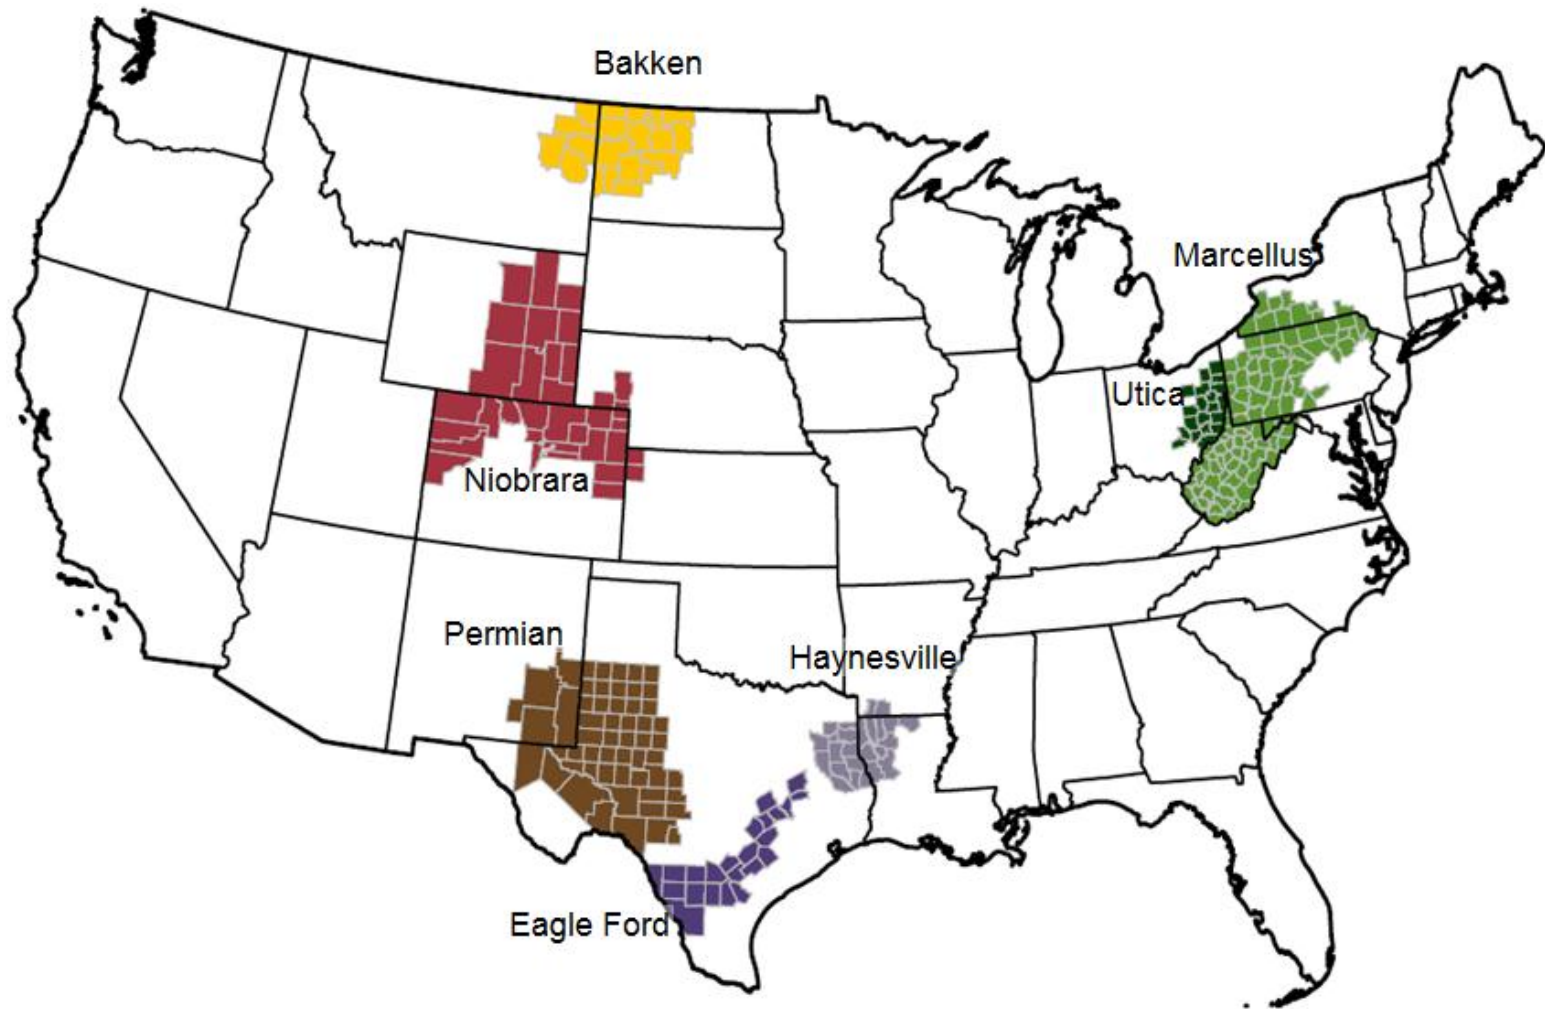 Bakken
Marcellus
Utica
Niobrara
Permian
Haynesville
Eagle Ford